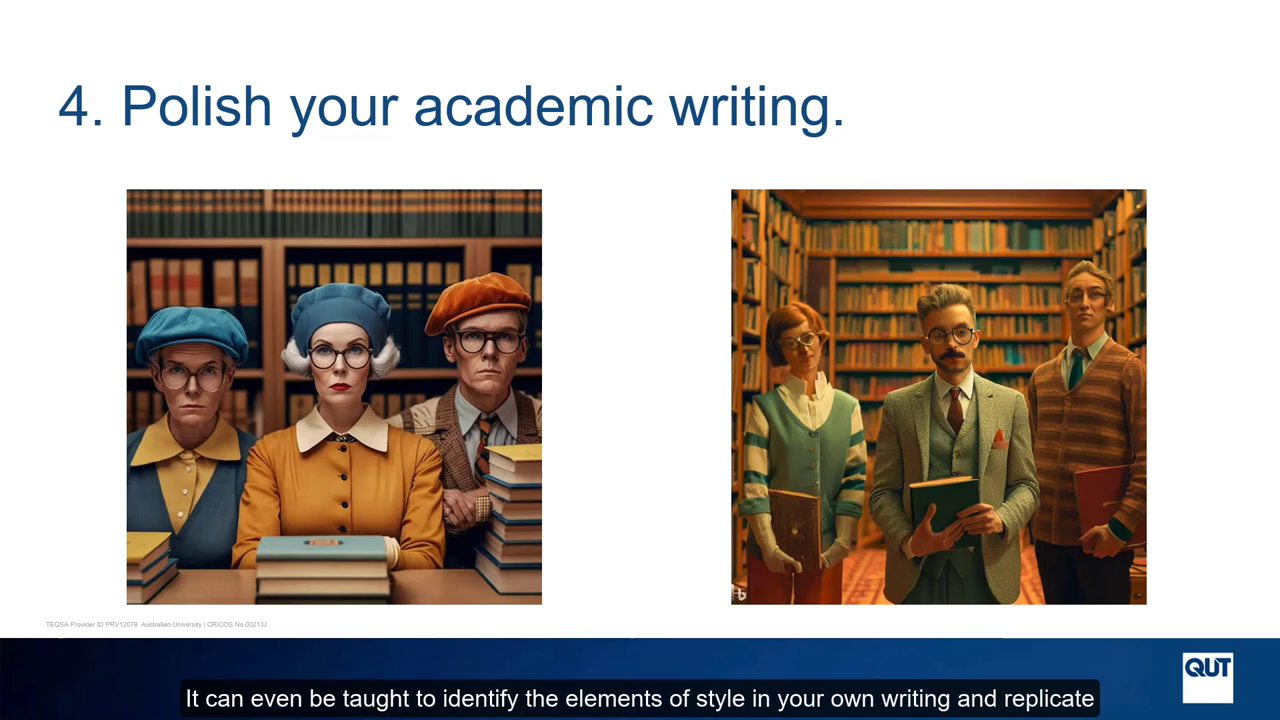 4. Polish your academic writing.
TEQSA Provider ID PRV12079 Australian University | CRICOS No.00213J
QUT
It can even be taught to identify the elements of style in your own writing and replicate